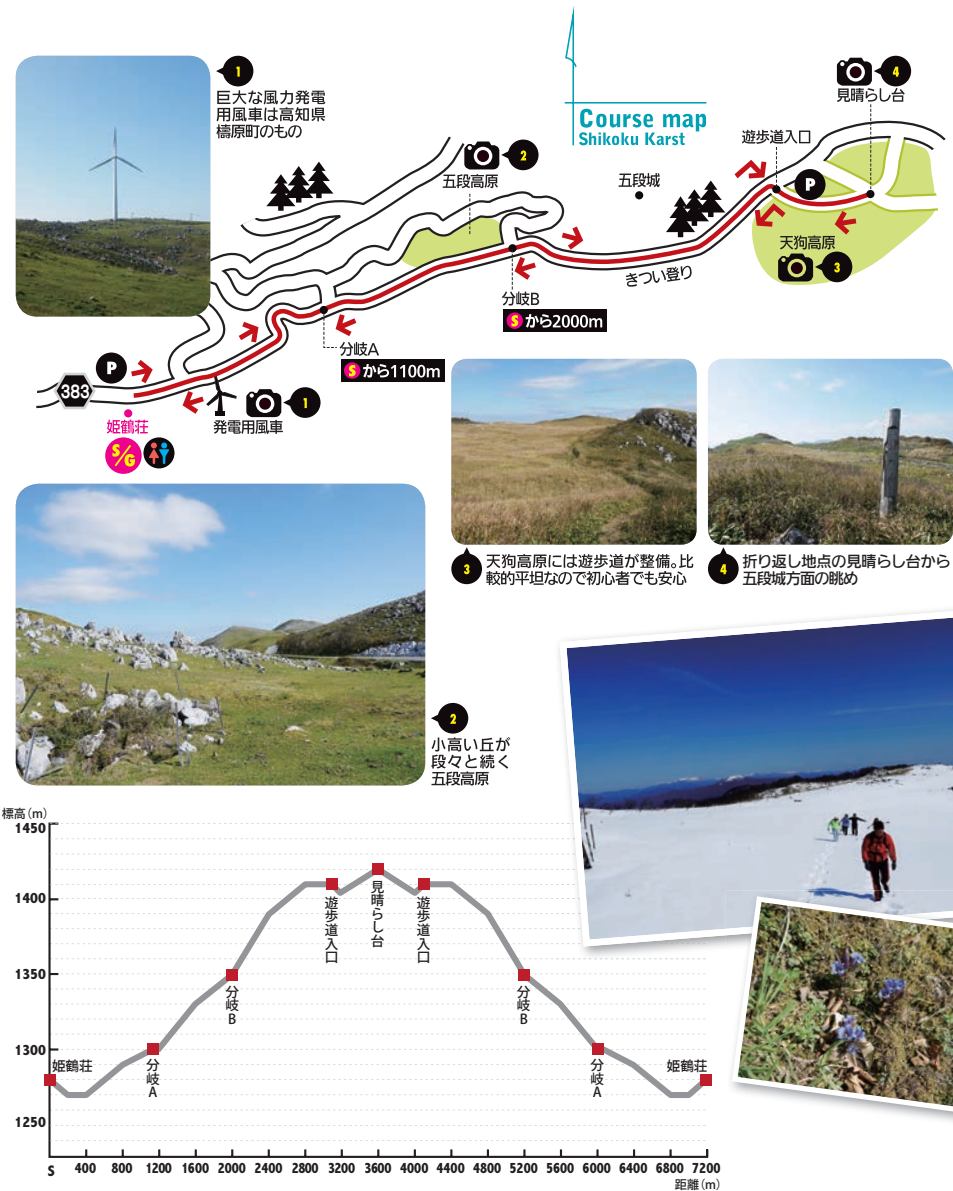 1
巨大な風力発電
用風車は高知県
檮原町のもの
Course map
Shikoku Karst
4
見晴らし台
遊歩道入口
P
2
五段高原
五段城
天狗高原
3
きつい登り
分岐B
Sから2000m
分岐A
Sから1100m
P
383
姫鶴荘
S/G
発電用風車
1
3
天狗高原には遊歩道が整備。比
較的平坦なので初心者でも安心
4
折り返し地点の見晴らし台から
五段城方面の眺め
2
小高い丘が
段々と続く
五段高原
標高(m)
1450
1400
1350
1300
1250
姫鶴荘
分岐A
分岐B
遊歩道入口
見晴らし台
遊歩道入口
分岐B
分岐A
姫鶴荘
S 400 800 1200 1600 2000 2400 2800 3200 3600 4000 4400 4800 5200 5600 6000 6400 6800 7200
距離(m)